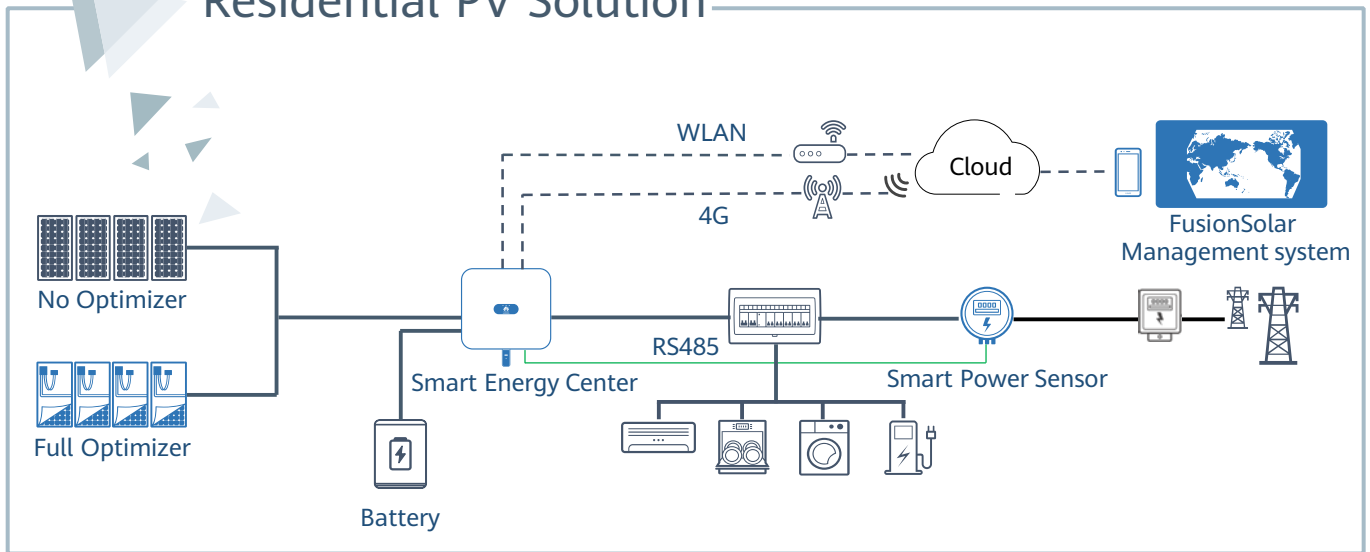 Residential PV Solution
WLAN
Cloud
4G
FusionSolar
Management system
No Optimizer
RS485
Smart Energy Center
Smart Power Sensor
Full Optimizer
Battery